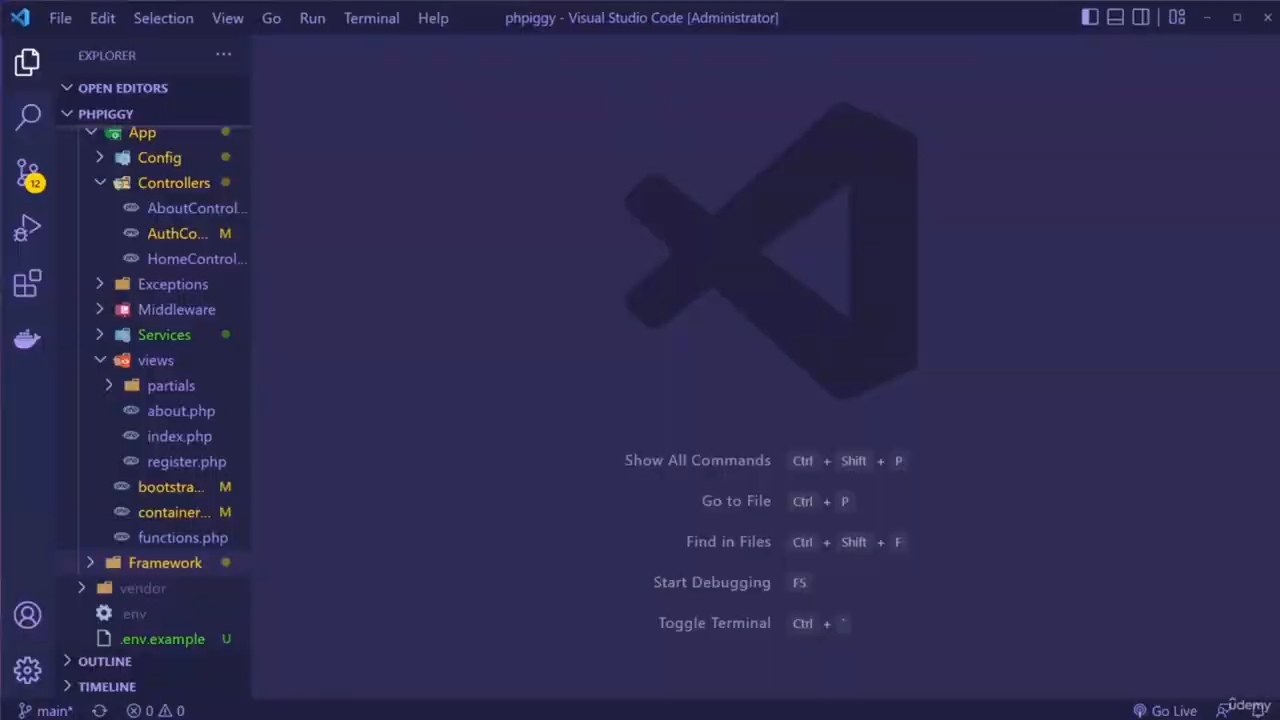 File Edit Selection View Go Run Terminal Help phpiggy - Visual Studio Code [Administrator]
EXPLORER
OPEN EDITORS
PHPIGGY
App
Config
Controllers
AboutControl...
AuthCo... M
HomeControl...
Exceptions
Middleware
Services
views
partials
about.php
index.php
register.php
bootstra... M
container... M
functions.php
Framework
vendor
.env
.env.example U
OUTLINE
TIMELINE
12
Show All Commands Ctrl + Shift + P
Go to File Ctrl + P
Find in Files Ctrl + Shift + F
Start Debugging F5
Toggle Terminal Ctrl + `
main* 0 0 Go Live
ûdemy